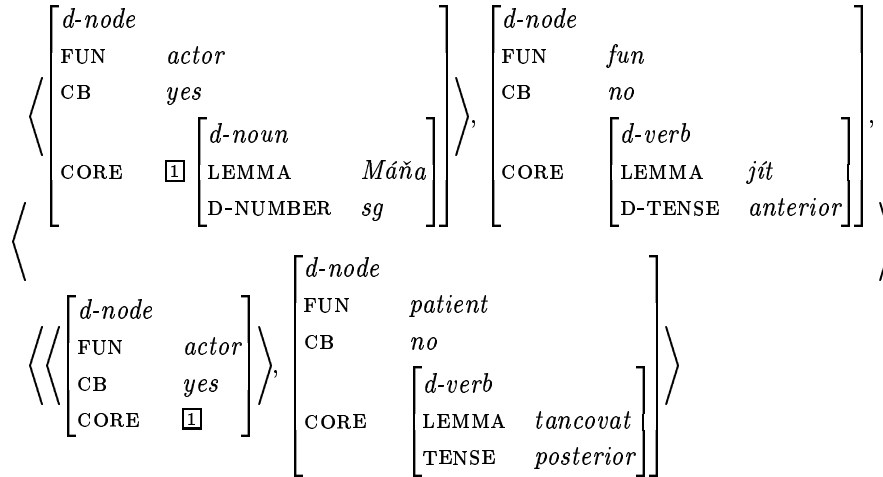 ⟨ ⟨ [d-node
FUN actor
CB yes
CORE [1] [d-noun
LEMMA Máňa
D-NUMBER sg]] ⟩,
[d-node
FUN fun
CB no
CORE [d-verb
LEMMA jít
D-TENSE anterior]],
⟨ ⟨ [d-node
FUN actor
CB yes
CORE [1]] ⟩,
[d-node
FUN patient
CB no
CORE [d-verb
LEMMA tancovat
TENSE posterior]] ⟩ ⟩